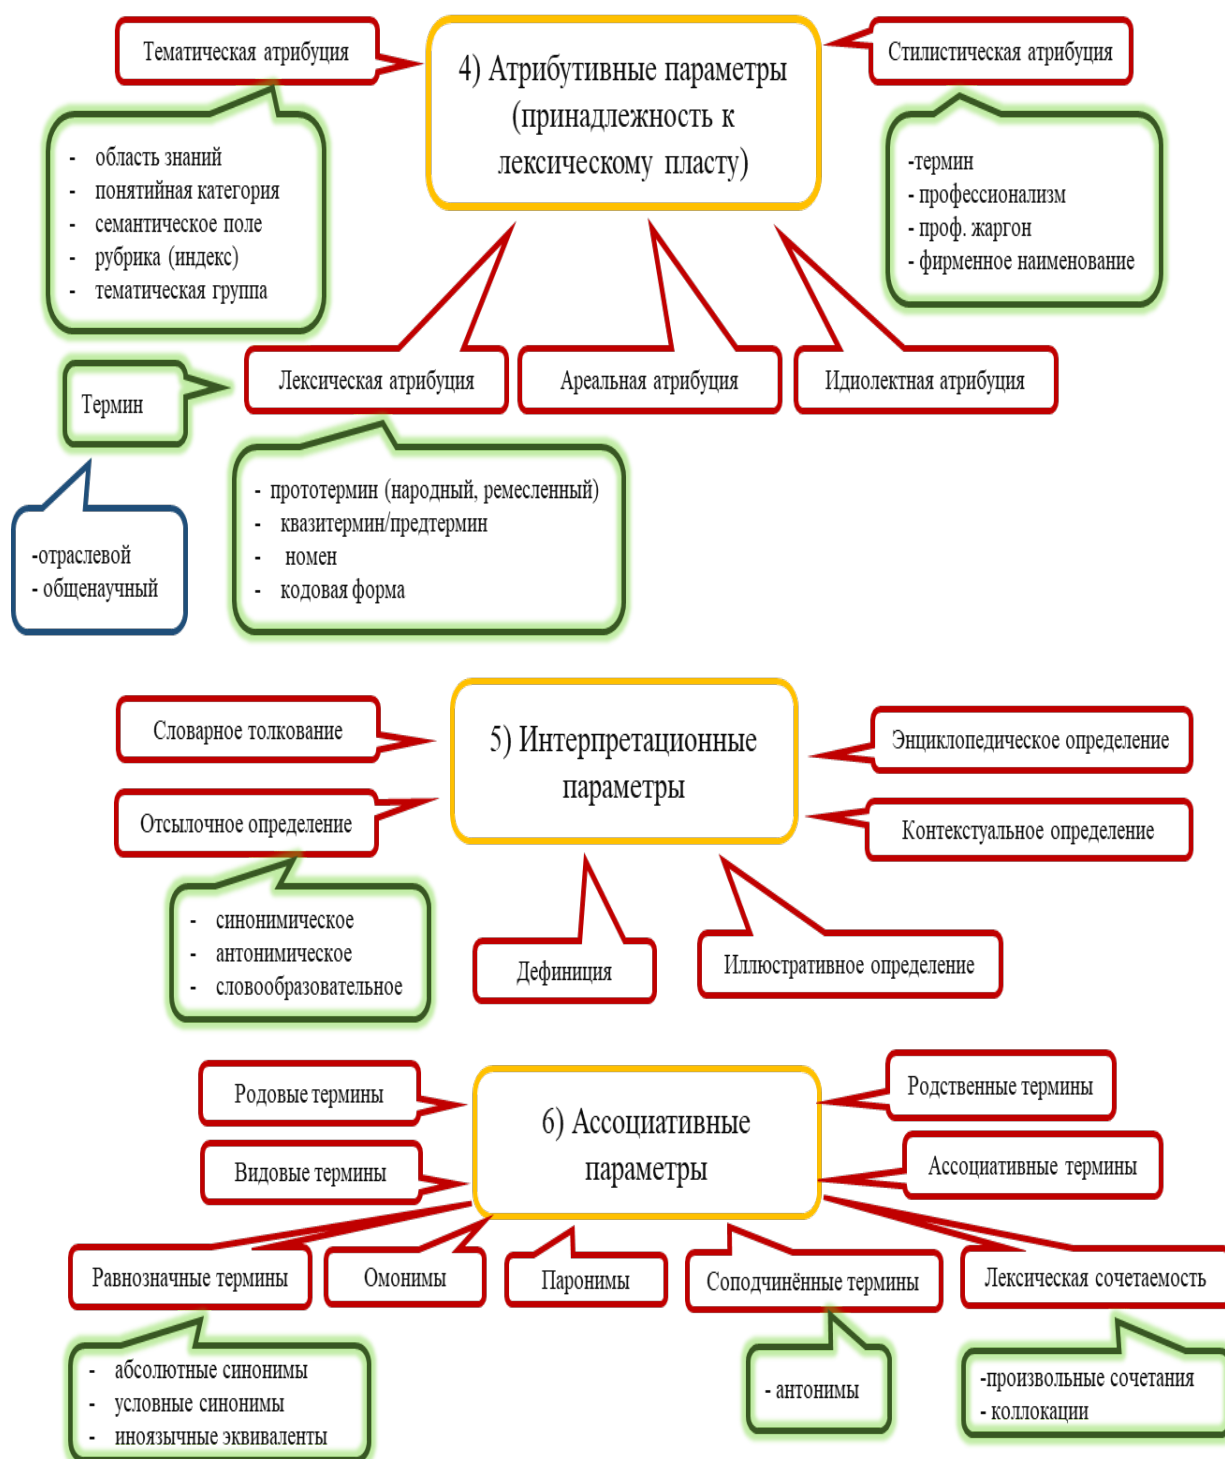 Тематическая атрибуция
4) Атрибутивные параметры
(принадлежность к
лексическому пласту)
Стилистическая атрибуция
- область знаний
- понятийная категория
- семантическое поле
- рубрика (индекс)
- тематическая группа
-термин
- профессионализм
- проф. жаргон
- фирменное наименование
Термин
Лексическая атрибуция
Ареальная атрибуция
Идиолектная атрибуция
-отраслевой
- общенаучный
- прототермин (народный, ремесленный)
- квазитермин/предтермин
- номен
- кодовая форма
Словарное толкование
5) Интерпретационные
параметры
Энциклопедическое определение
Отсылочное определение
Контекстуальное определение
- синонимическое
- антонимическое
- словообразовательное
Дефиниция
Иллюстративное определение
Родовые термины
6) Ассоциативные
параметры
Родственные термины
Видовые термины
Ассоциативные термины
Равнозначные термины
Омонимы
Паронимы
Соподчинённые термины
Лексическая сочетаемость
- абсолютные синонимы
- условные синонимы
- иноязычные эквиваленты
- антонимы
-произвольные сочетания
- коллокации